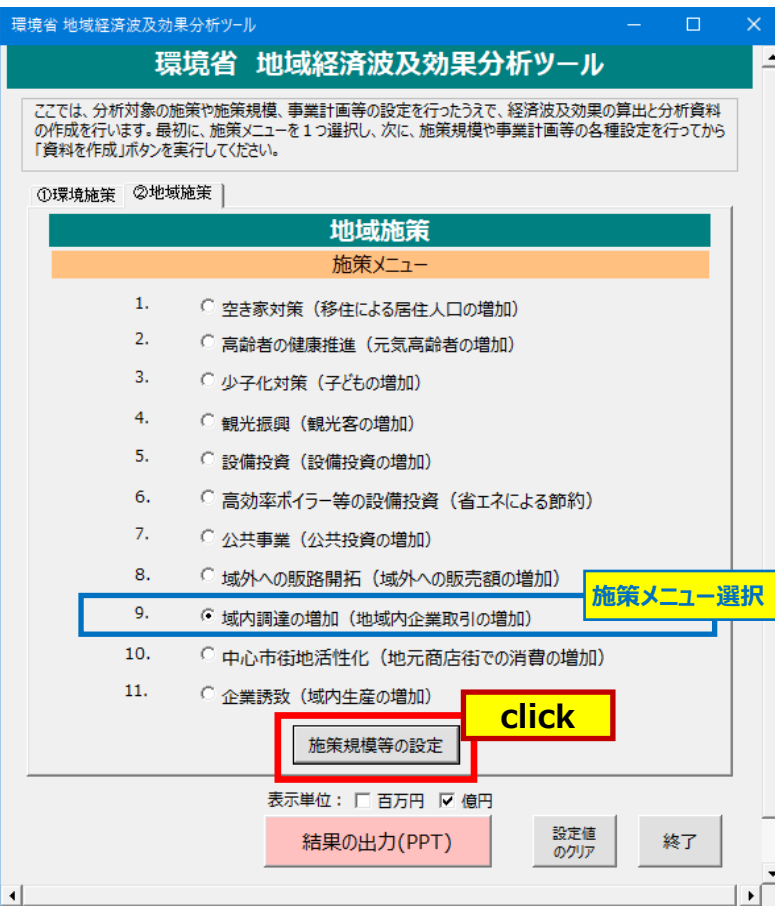 環境省 地域経済波及効果分析ツール
環境省 地域経済波及効果分析ツール
ここでは、分析対象の施策や施策規模、事業計画等の設定を行ったうえで、経済波及効果の算出と分析資料
の作成を行います。最初に、施策メニューを1つ選択し、次に、施策規模や事業計画等の各種設定を行ってから
「資料を作成」ボタンを実行してください。
①環境施策 ②地域施策
地域施策
施策メニュー
1. 空き家対策（移住による居住人口の増加）
2. 高齢者の健康推進（元気高齢者の増加）
3. 少子化対策（子どもの増加）
4. 観光振興（観光客の増加）
5. 設備投資（設備投資の増加）
6. 高効率ボイラー等の設備投資（省エネによる節約）
7. 公共事業（公共投資の増加）
8. 域外への販路開拓（域外への販売額の増加）
施策メニュー選択
9. 域内調達の増加（地域内企業取引の増加）
10. 中心市街地活性化（地元商店街での消費の増加）
11. 企業誘致（域内生産の増加）
click
施策規模等の設定
表示単位： 百万円 億円
結果の出力(PPT)
設定値
のクリア
終了